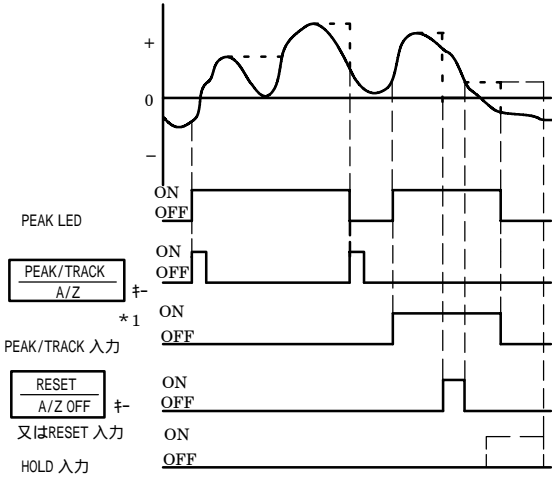 +
0
−
ON
PEAK LED OFF
ON
PEAK/TRACK OFF
A/Z キー
*1 ON
PEAK/TRACK 入力 OFF
RESET ON
A/Z OFF キー OFF
又はRESET 入力 ON
HOLD 入力 OFF